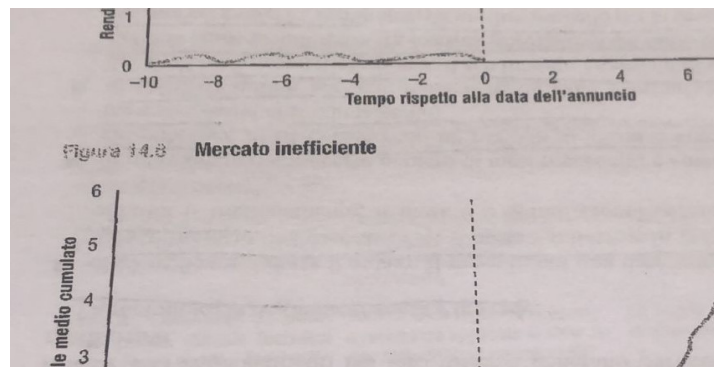 Rend
1
0
−10 −8 −6 −4 −2 0 2 4 6
Tempo rispetto alla data dell'annuncio
Figura 14.8 Mercato inefficiente
le medio cumulato
6
5
4
3